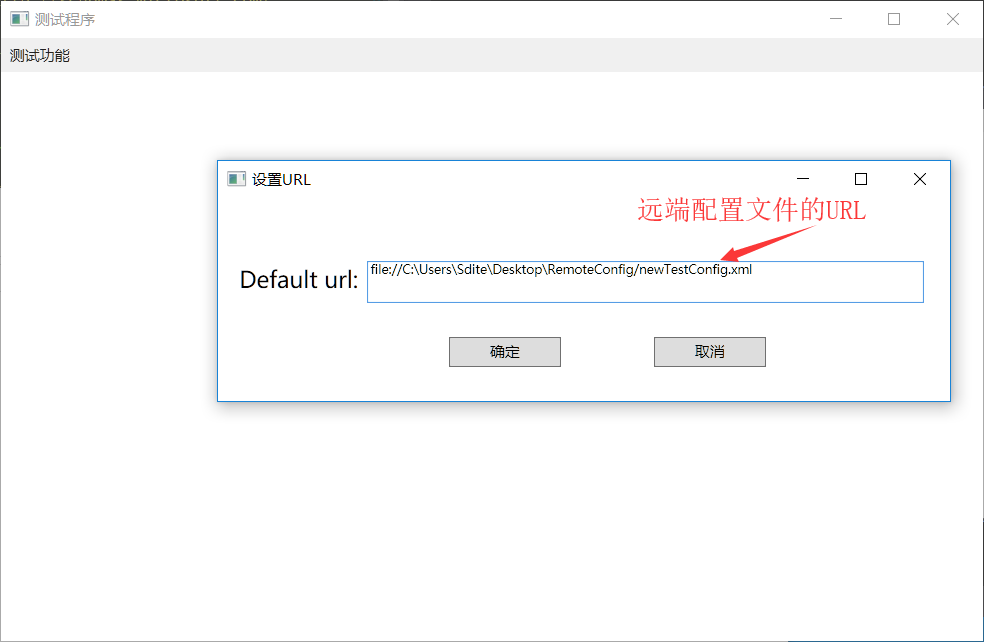 测试程序
测试功能
设置URL
远端配置文件的URL
Default url: file://C:\Users\Sdite\Desktop\RemoteConfig/newTestConfig.xml
确定 取消